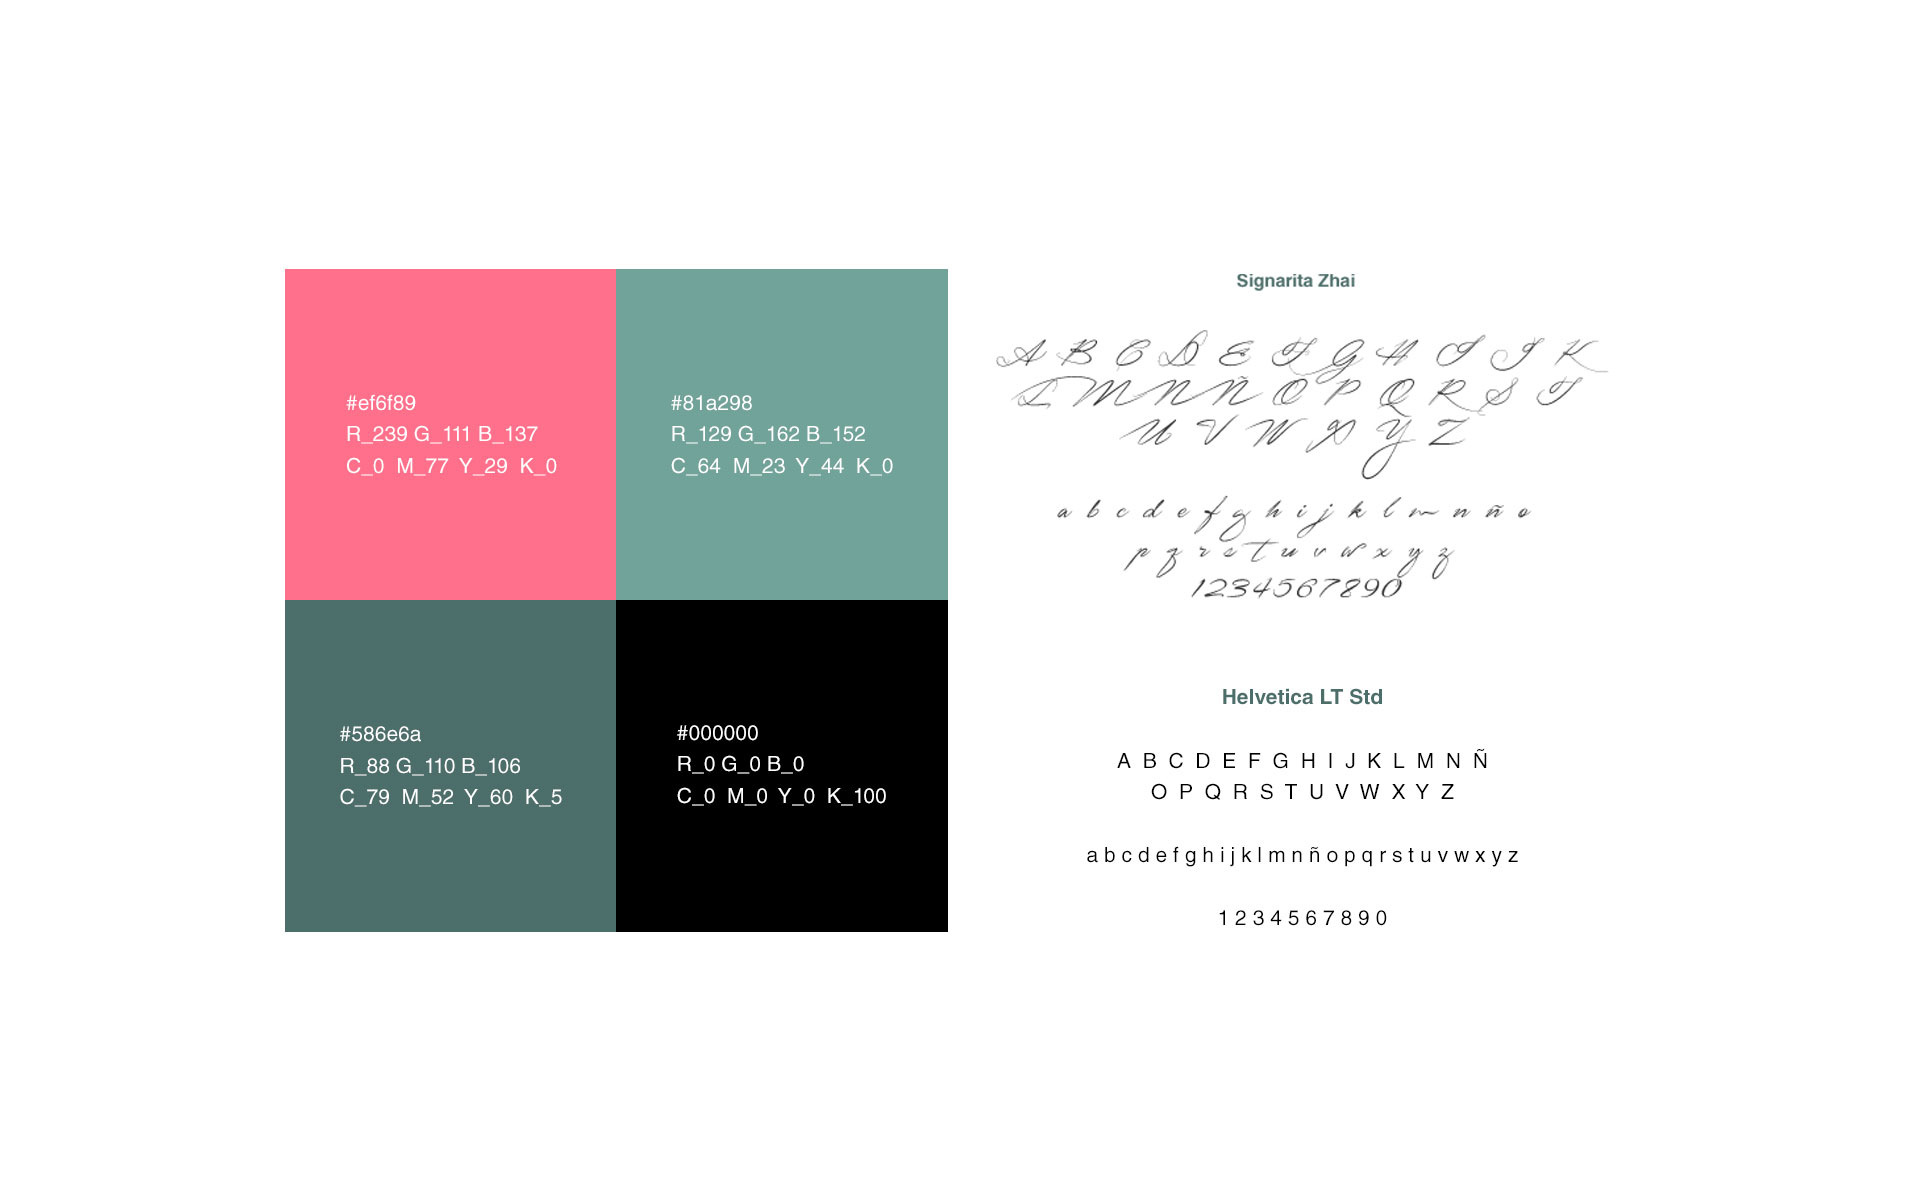 #ef6f89
R_239 G_111 B_137
C_0 M_77 Y_29 K_0
#81a298
R_129 G_162 B_152
C_64 M_23 Y_44 K_0
#586e6a
R_88 G_110 B_106
C_79 M_52 Y_60 K_5
#000000
R_0 G_0 B_0
C_0 M_0 Y_0 K_100
Signarita Zhai
A B C D E F G H I J K
L M N Ñ O P Q R S T
U V W X Y Z
a b c d e f g h i j k l m n ñ o
p q r s t u v w x y z
1234567890
Helvetica LT Std
A B C D E F G H I J K L M N Ñ
O P Q R S T U V W X Y Z
a b c d e f g h i j k l m n ñ o p q r s t u v w x y z
1 2 3 4 5 6 7 8 9 0